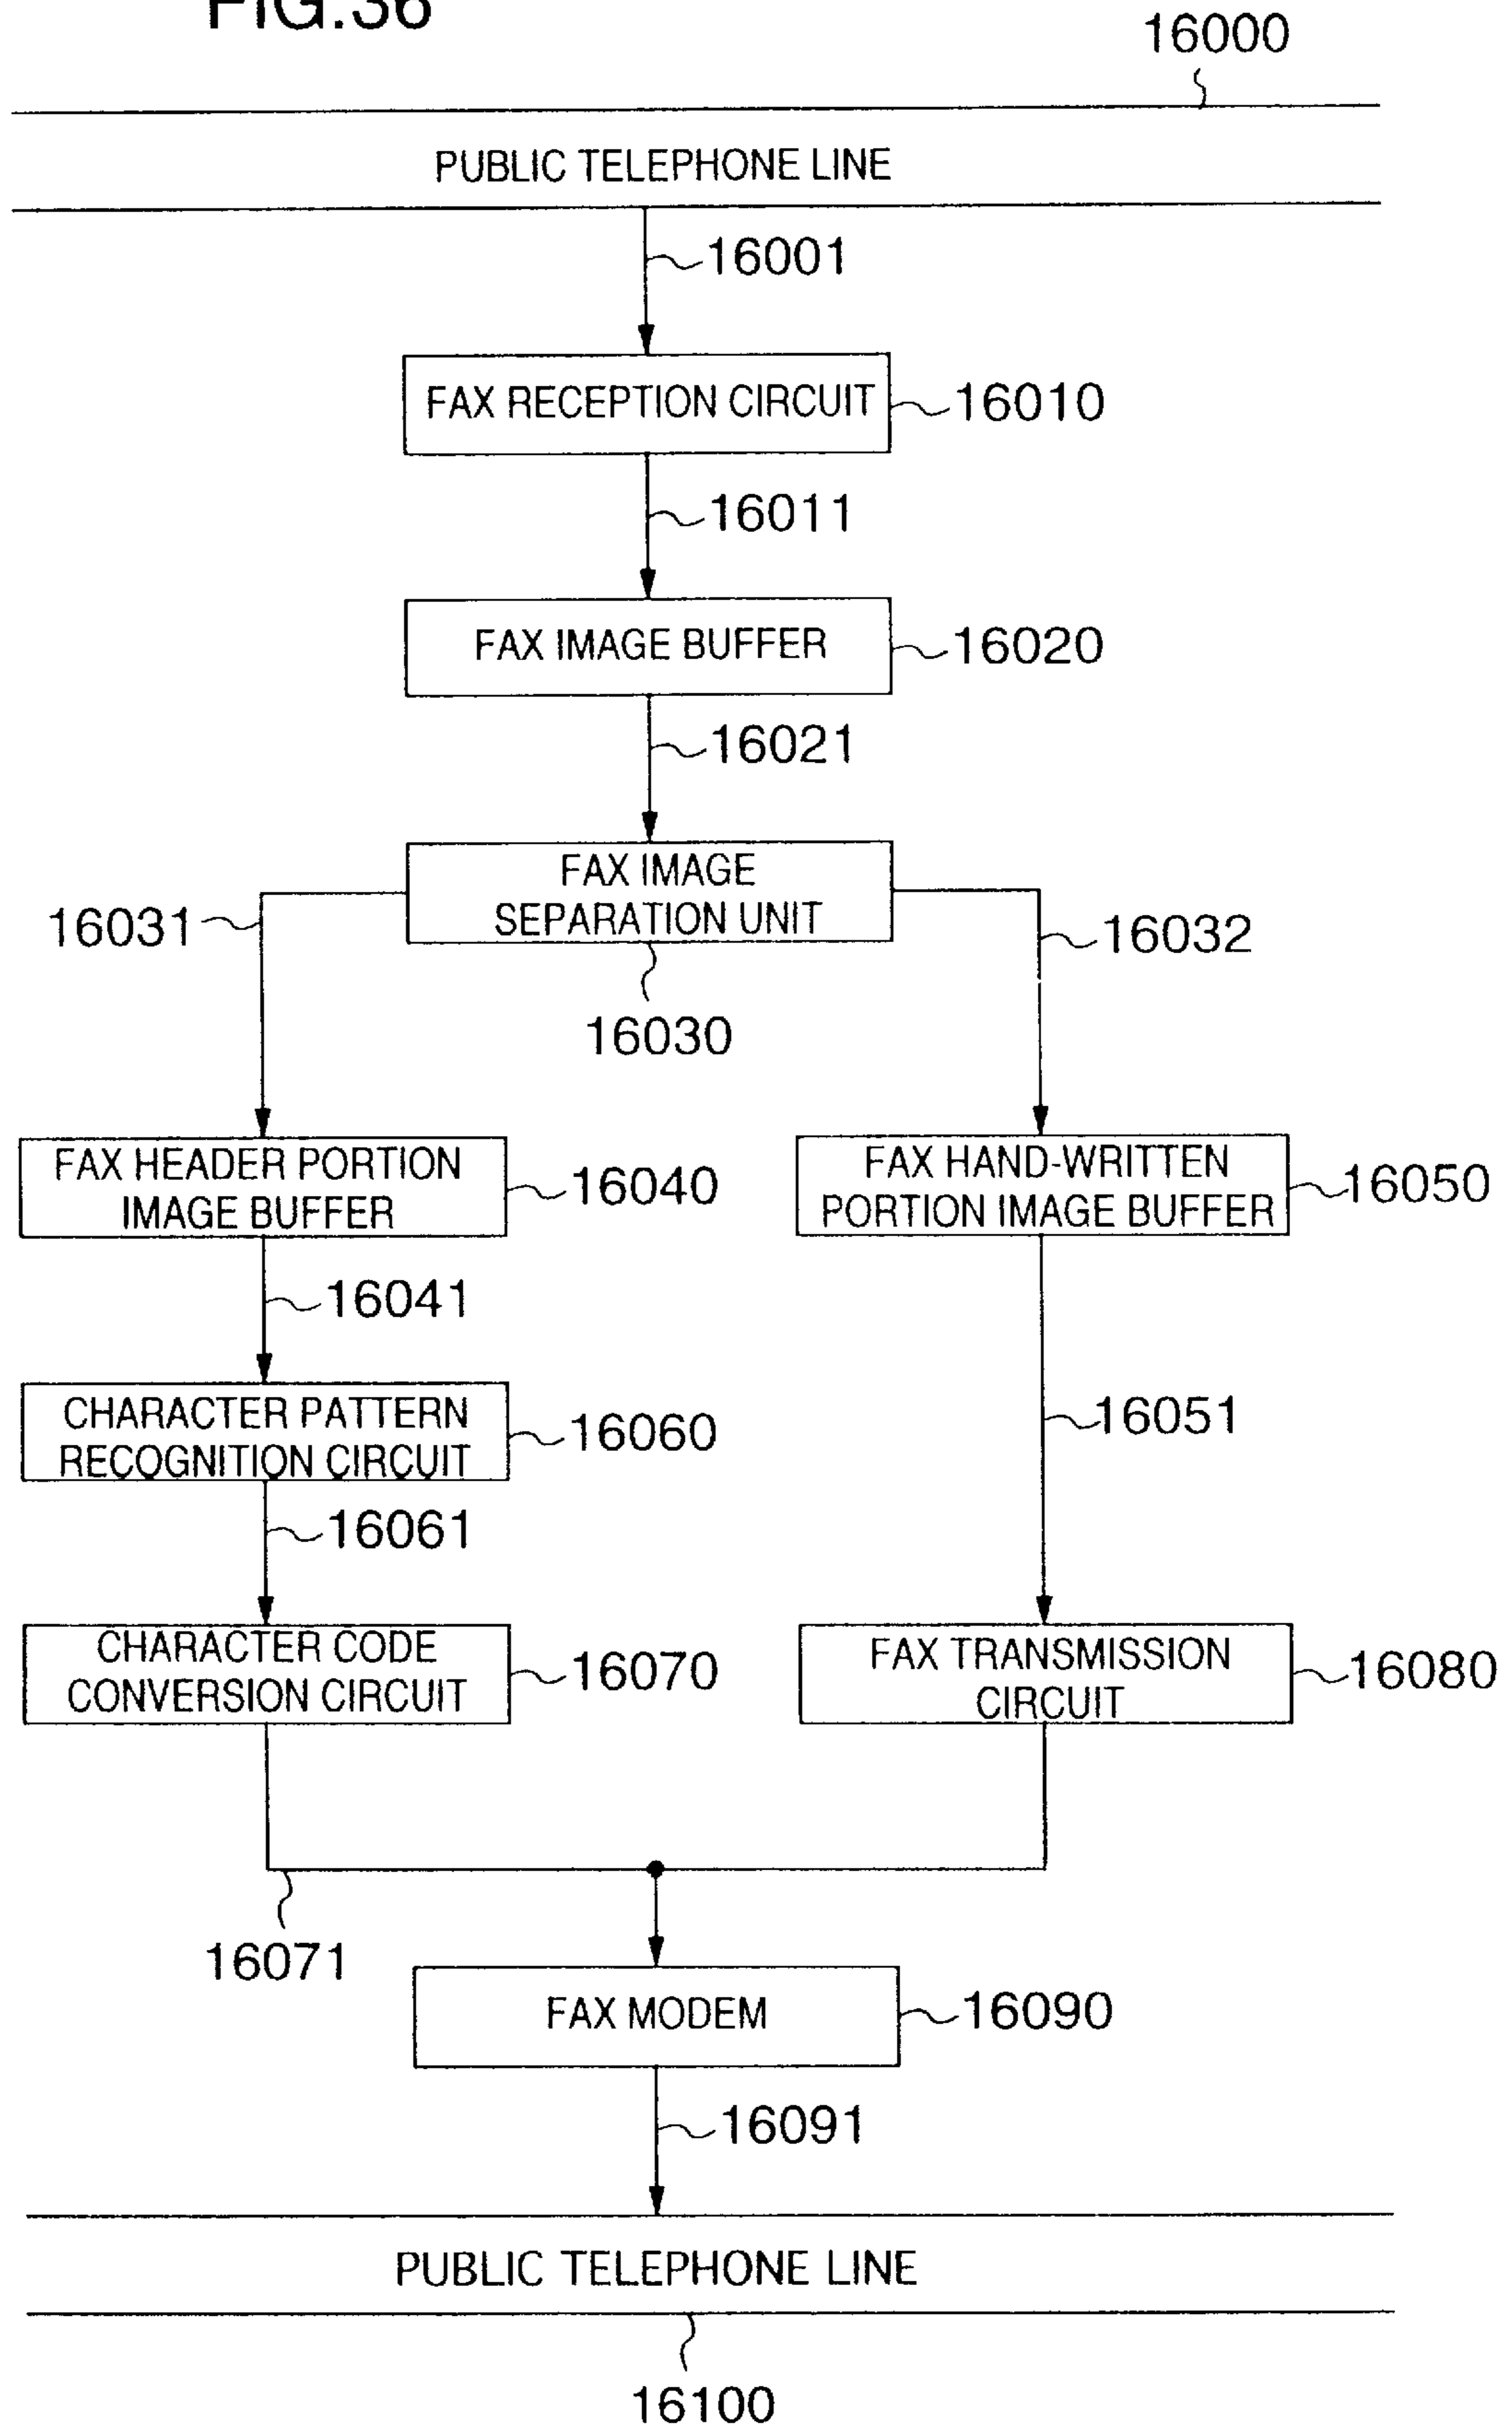 FIG.36
16000
PUBLIC TELEPHONE LINE
16001
FAX RECEPTION CIRCUIT
16010
16011
FAX IMAGE BUFFER
16020
16021
FAX IMAGE
SEPARATION UNIT
16031
16032
16030
FAX HEADER PORTION
IMAGE BUFFER
16040
FAX HAND-WRITTEN
PORTION IMAGE BUFFER
16050
16041
CHARACTER PATTERN
RECOGNITION CIRCUIT
16060
16051
16061
CHARACTER CODE
CONVERSION CIRCUIT
16070
FAX TRANSMISSION
CIRCUIT
16080
16071
FAX MODEM
16090
16091
PUBLIC TELEPHONE LINE
16100